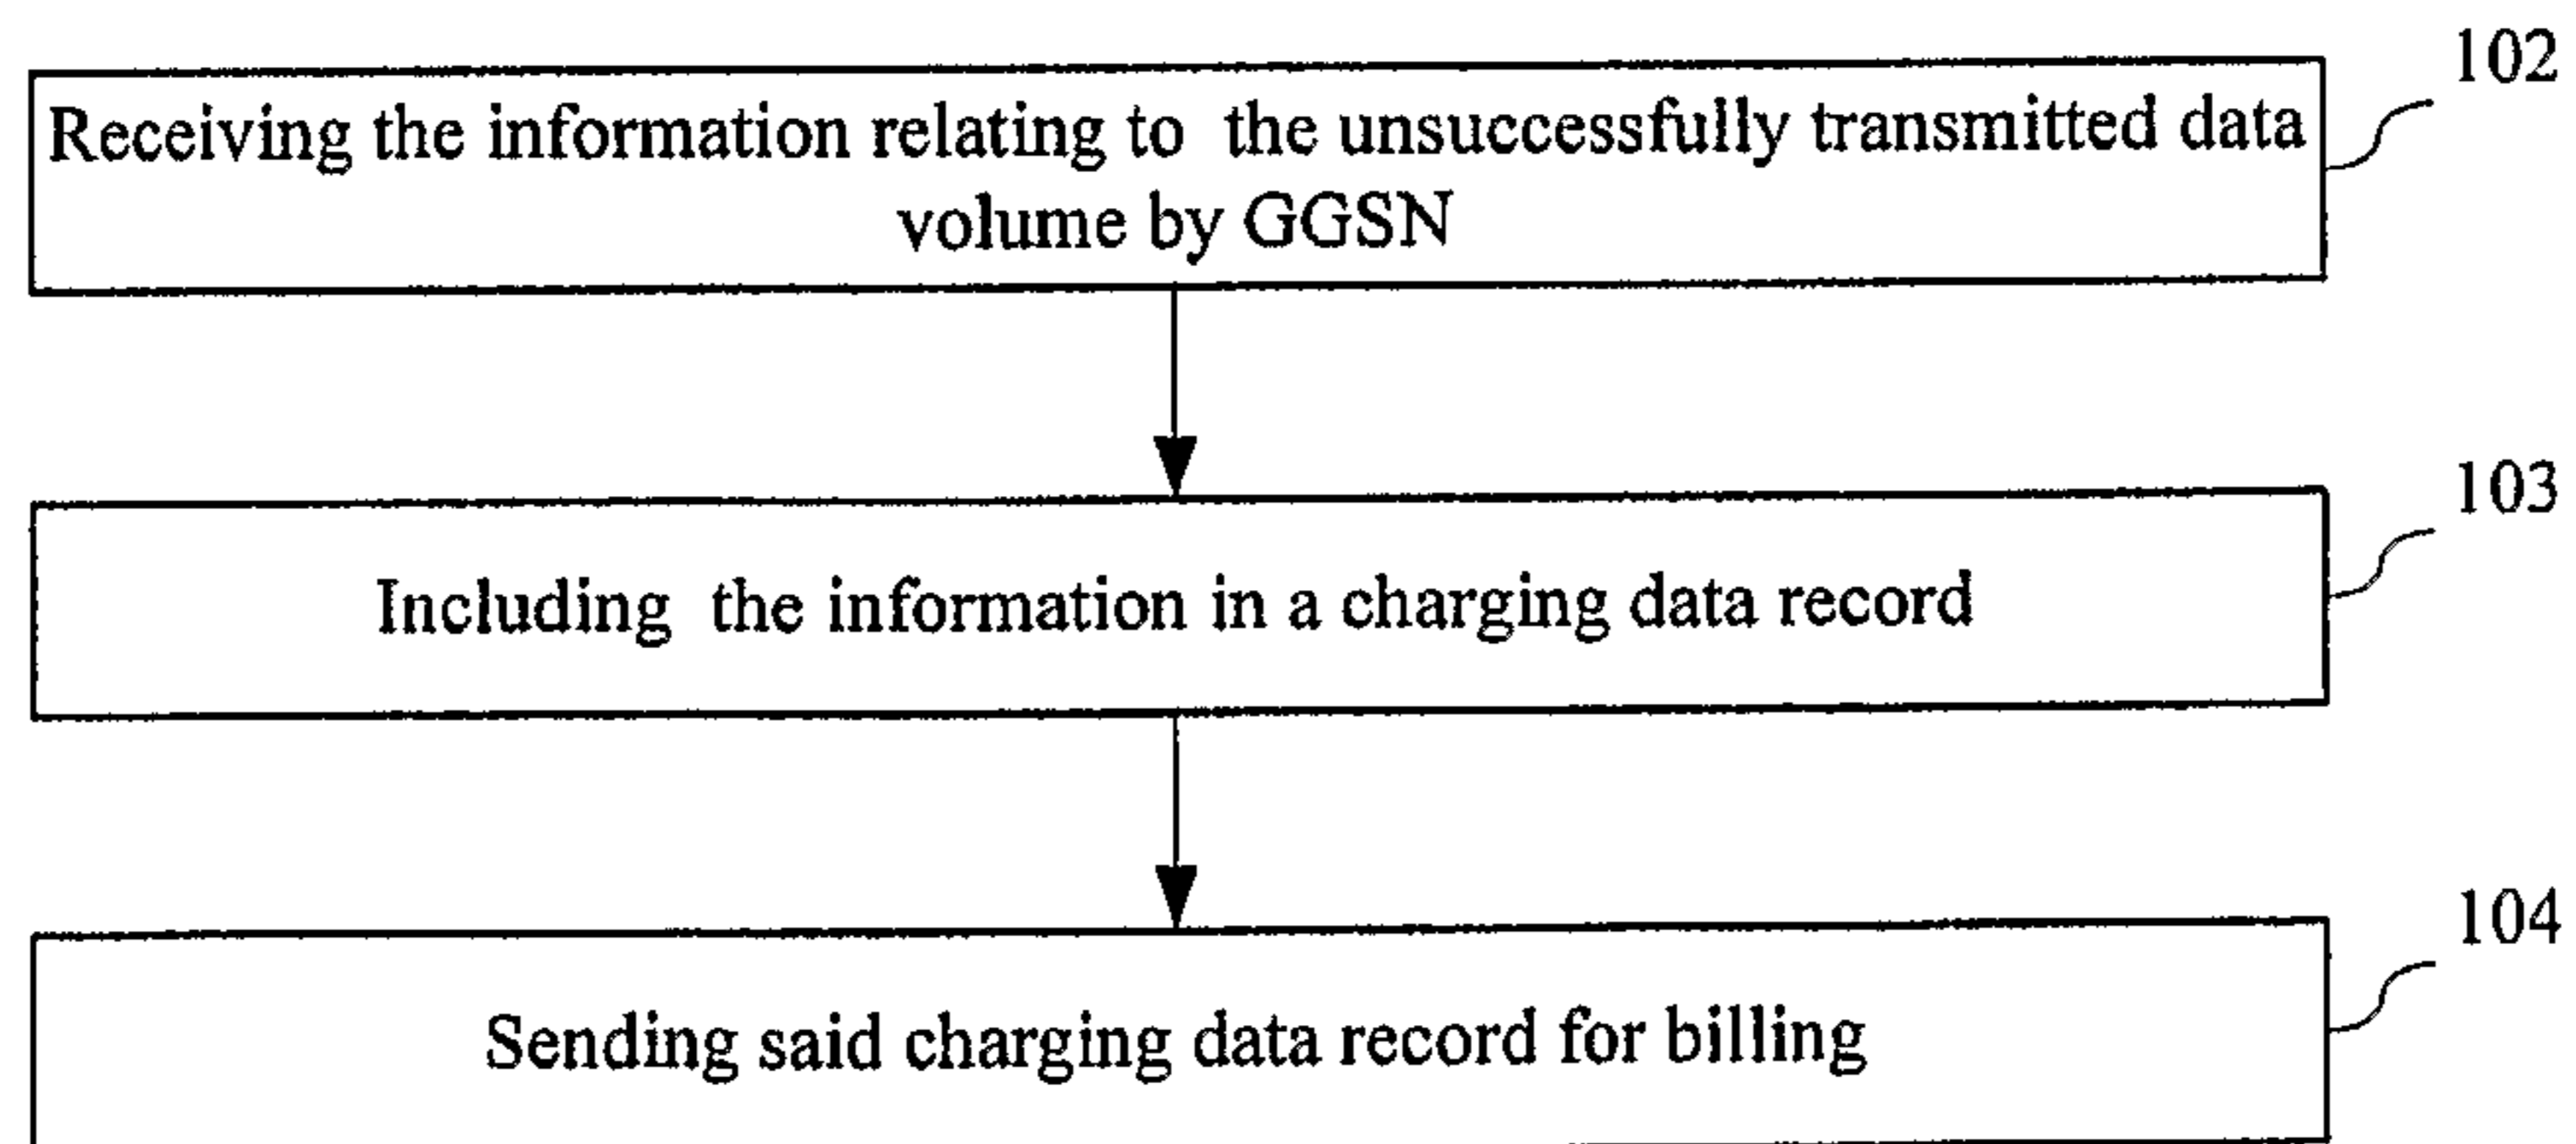 102
Receiving the information relating to the unsuccessfully transmitted data
volume by GGSN
103
Including the information in a charging data record
104
Sending said charging data record for billing